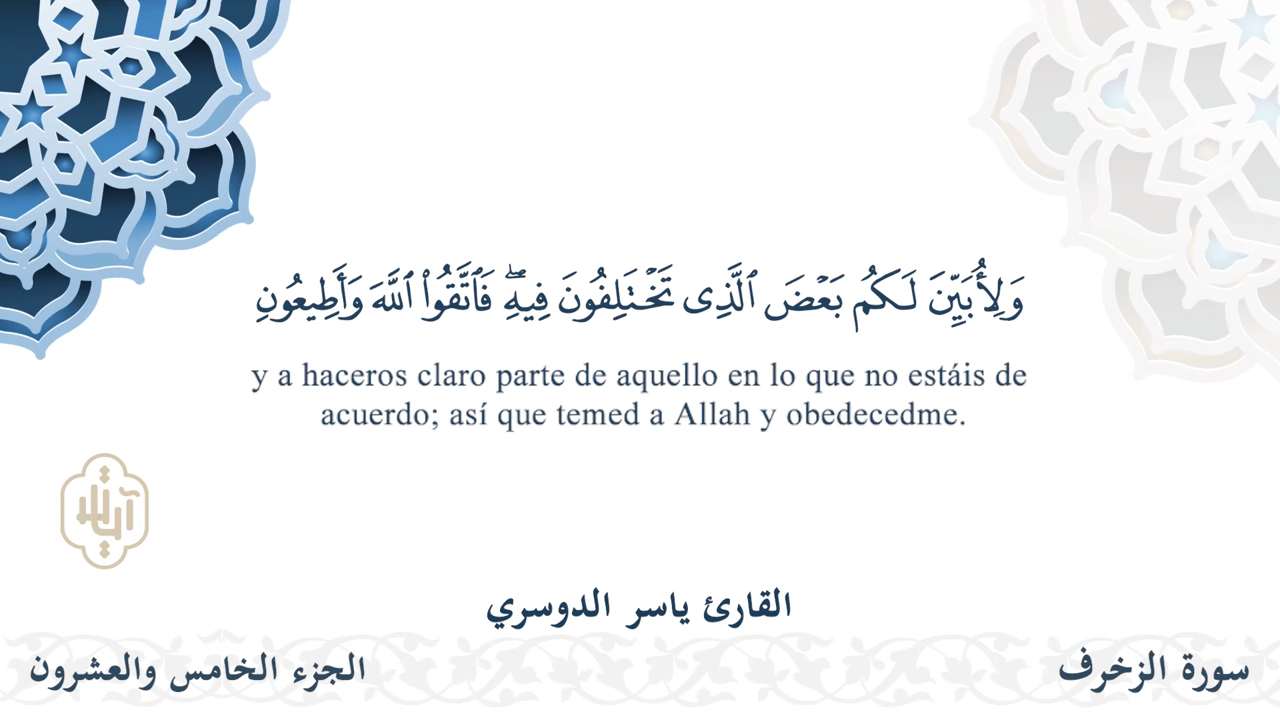 وَلِأُبَيِّنَ لَكُم بَعْضَ ٱلَّذِى تَخْتَلِفُونَ فِيهِ ۖ فَٱتَّقُوا۟ ٱللَّهَ وَأَطِيعُونِ
y a haceros claro parte de aquello en lo que no estáis de
acuerdo; así que temed a Allah y obedecedme.
القارئ ياسر الدوسري
سورة الزخرف
الجزء الخامس والعشرون